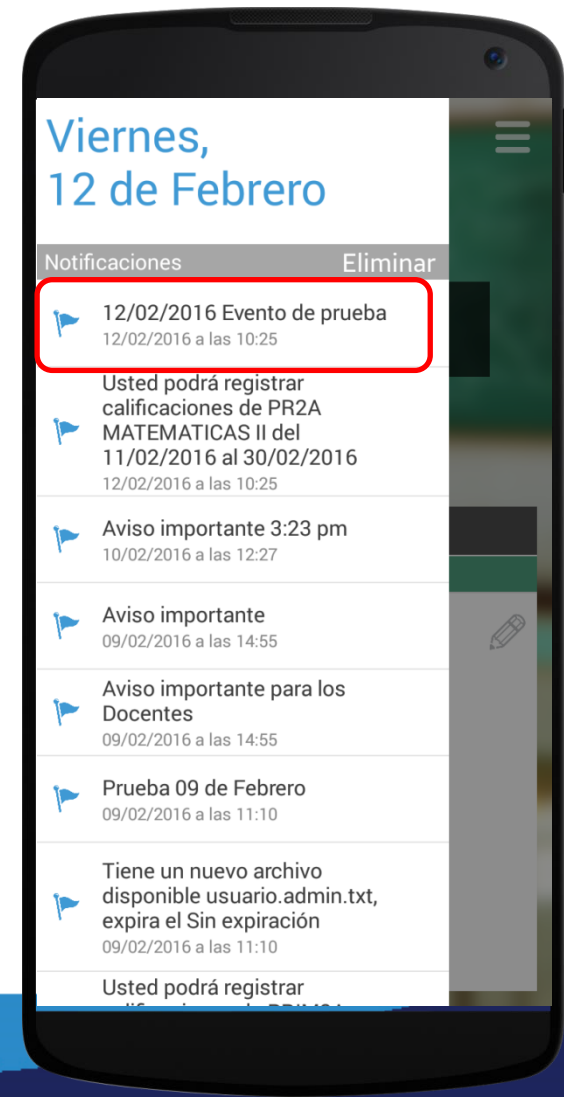 Viernes,
12 de Febrero
Notificaciones Eliminar
12/02/2016 Evento de prueba
12/02/2016 a las 10:25
Usted podrá registrar
calificaciones de PR2A
MATEMATICAS II del
11/02/2016 al 30/02/2016
12/02/2016 a las 10:25
Aviso importante 3:23 pm
10/02/2016 a las 12:27
Aviso importante
09/02/2016 a las 14:55
Aviso importante para los
Docentes
09/02/2016 a las 14:55
Prueba 09 de Febrero
09/02/2016 a las 11:10
Tiene un nuevo archivo
disponible usuario.admin.txt,
expira el Sin expiración
09/02/2016 a las 11:10
Usted podrá registrar